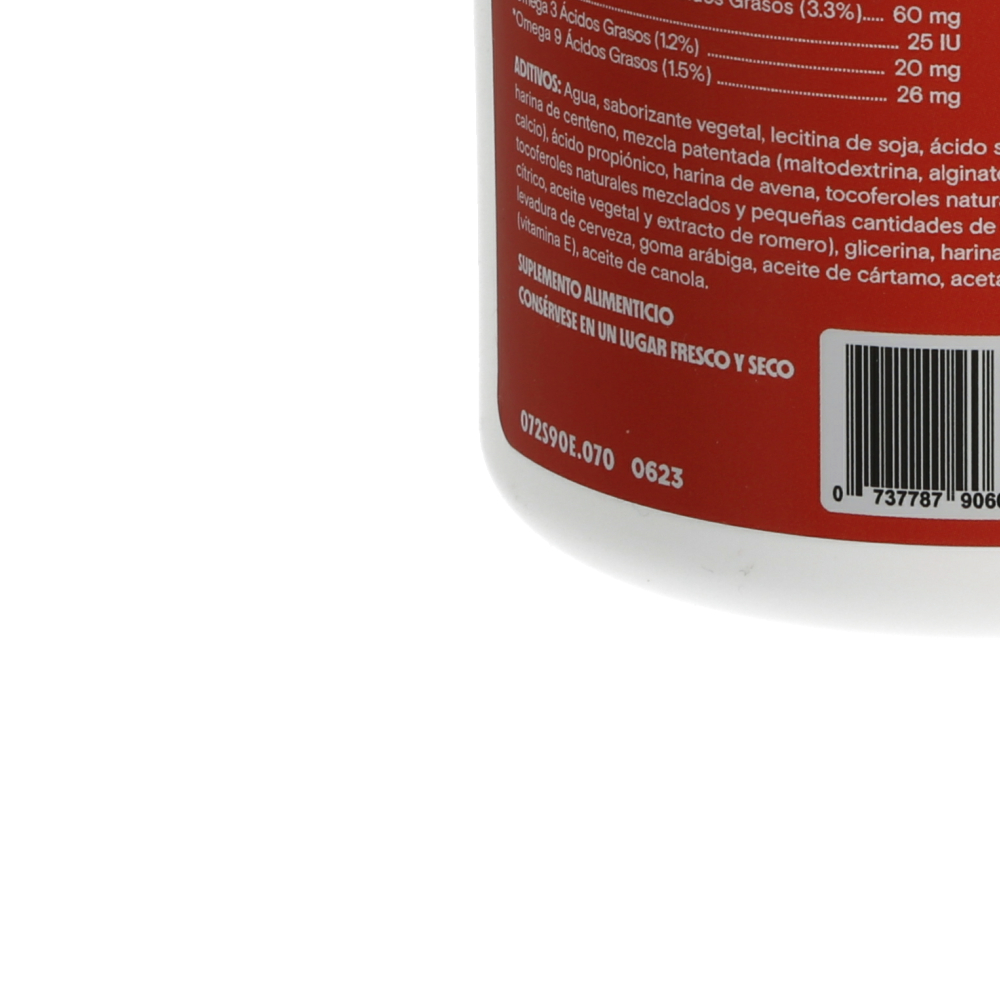 Grasos (3.3%)..... 60 mg
25 IU
Omega 3 Ácidos Grasos (1.2%) 20 mg
*Omega 9 Ácidos Grasos (1.5%) 26 mg
ADITIVOS: Agua, saborizante vegetal, lecitina de soja, ácido
harina de centeno, mezcla patentada (maltodextrina, alginato
calcio), ácido propiónico, harina de avena, tocoferoles
tocoferoles naturales mezclados y pequeñas cantidades de
cítrico, aceite vegetal y extracto de romero), glicerina, harina
levadura de cerveza, goma arábiga, aceite de cártamo,
(vitamina E), aceite de canola.
SUPLEMENTO ALIMENTICIO
CONSÉRVESE EN UN LUGAR FRESCO Y SECO
072S90E.070 0623
0 737787 906